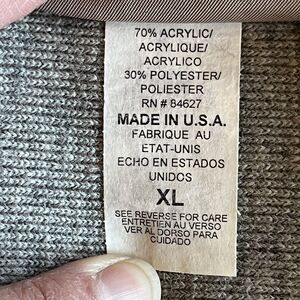 70% ACRYLIC/
ACRYLIQUE/
ACRYLICO
30% POLYESTER/
POLIESTER
RN # 84627
MADE IN U.S.A.
FABRIQUE AU
ETAT-UNIS
ECHO EN ESTADOS
UNIDOS
XL
SEE REVERSE FOR CARE
ENTRETIEN AU VERSO
VER AL DORSO PARA
CUIDADO